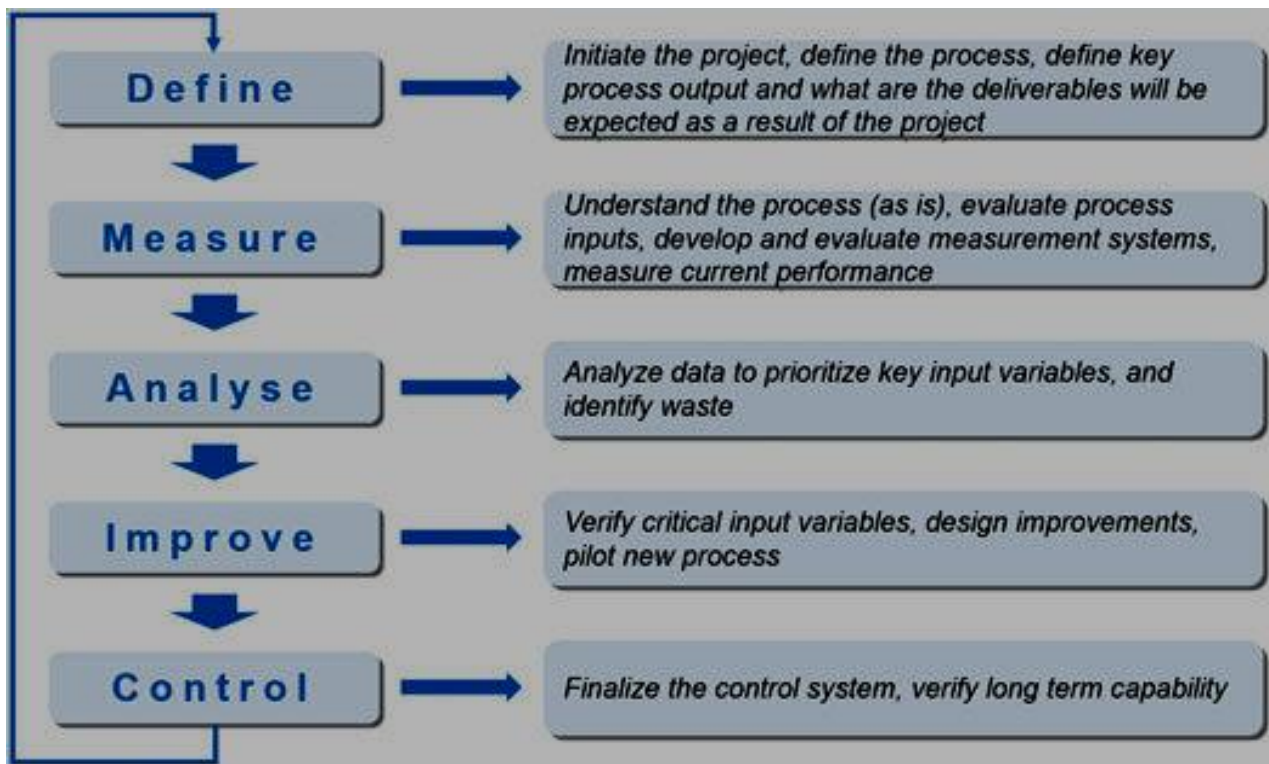 Define
Initiate the project, define the process, define key
process output and what are the deliverables will be
expected as a result of the project
Measure
Understand the process (as is), evaluate process
inputs, develop and evaluate measurement systems,
measure current performance
Analyse
Analyze data to prioritize key input variables, and
identify waste
Improve
Verify critical input variables, design improvements,
pilot new process
Control
Finalize the control system, verify long term capability